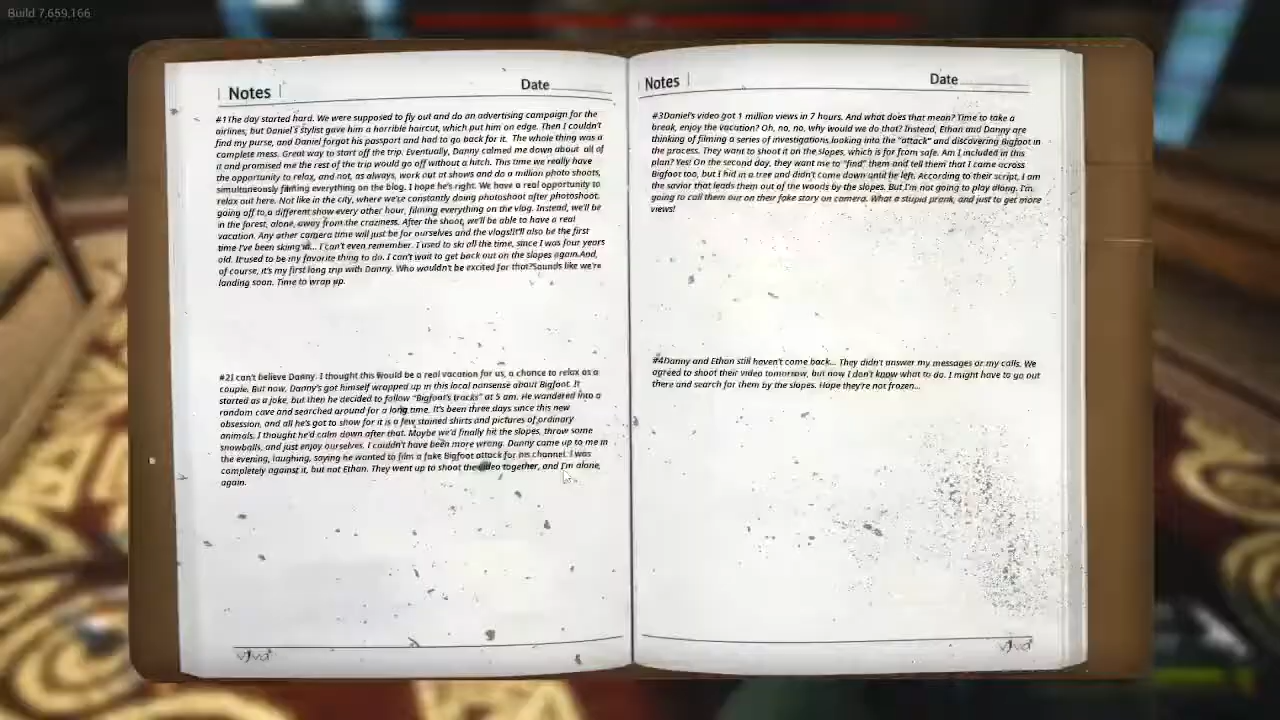 Build 7,659,166
Notes
Date
#1The day started hard. We were supposed to fly out and do an advertising campaign for the
airlines, but Daniel's stylist gave him a horrible haircut, which put him on edge. Then I couldn't
find my purse, and Daniel forgot his passport and had to go back for it. The whole thing was a
complete mess. Great way to start off the trip. Eventually, Danny calmed me down about all of
it and promised me the rest of the trip would go off without a hitch. This time we really have
the opportunity to relax, and not, as always, work out at shows and do a million photo shoots,
simultaneously filming everything on the blog. I hope he's right. We have a real opportunity to
relax out here. Not like in the city, where we're constantly doing photoshoot after photoshoot,
going off to a different show every other hour, filming everything on the vlog. Instead, we'll be
in the forest, alone, away from the craziness. After the shoot, we'll be able to have a real
vacation. Any other camera time will just be for ourselves and the vlogs!It'll also be the first
time I've been skiing in... I can't even remember. I used to ski all the time, since I was four years
old. It used to be my favorite thing to do. I can't wait to get back out on the slopes again.And,
of course, it's my first long trip with Danny. Who wouldn't be excited for that?Sounds like we're
landing soon. Time to wrap up.
#2I can't believe Danny. I thought this would be a real vacation for us, a chance to relax as a
couple. But now, Danny's got himself wrapped up in this local nonsense about Bigfoot. It
started as a joke, but then he decided to follow "Bigfoot's tracks" at 5 am. He wandered into a
random cave and searched around for a long time. It's been three days since this new
obsession, and all he's got to show for it is a few stained shirts and pictures of ordinary
animals. I thought he'd calm down after that. Maybe we'd finally hit the slopes, throw some
snowballs, and just enjoy ourselves. I couldn't have been more wrong. Danny came up to me in
the evening, laughing, saying he wanted to film a fake Bigfoot attack for his channel. I was
completely against it, but not Ethan. They went up to shoot the video together, and I'm alone,
again.
Notes
Date
#3Daniel's video got 1 million views in 7 hours. And what does that mean? Time to take a
break, enjoy the vacation? Oh, no, no, why would we do that? Instead, Ethan and Danny are
thinking of filming a series of investigations looking into the "attack" and discovering Bigfoot in
the process. They want to shoot it on the slopes, which is far from safe. Am I included in this
plan? Yes! On the second day, they want me to "find" them and tell them that I came across
Bigfoot too, but I hid in a tree and didn't come down until he left. According to their script, I am
the savior that leads them out of the woods by the slopes. But I'm not going to play along. I'm
going to call them out on their fake story on camera. What a stupid prank, and just to get more
views!
#4Danny and Ethan still haven't come back... They didn't answer my messages or my calls. We
agreed to shoot their video tomorrow, but now I don't know what to do. I might have to go out
there and search for them by the slopes. Hope they're not frozen...